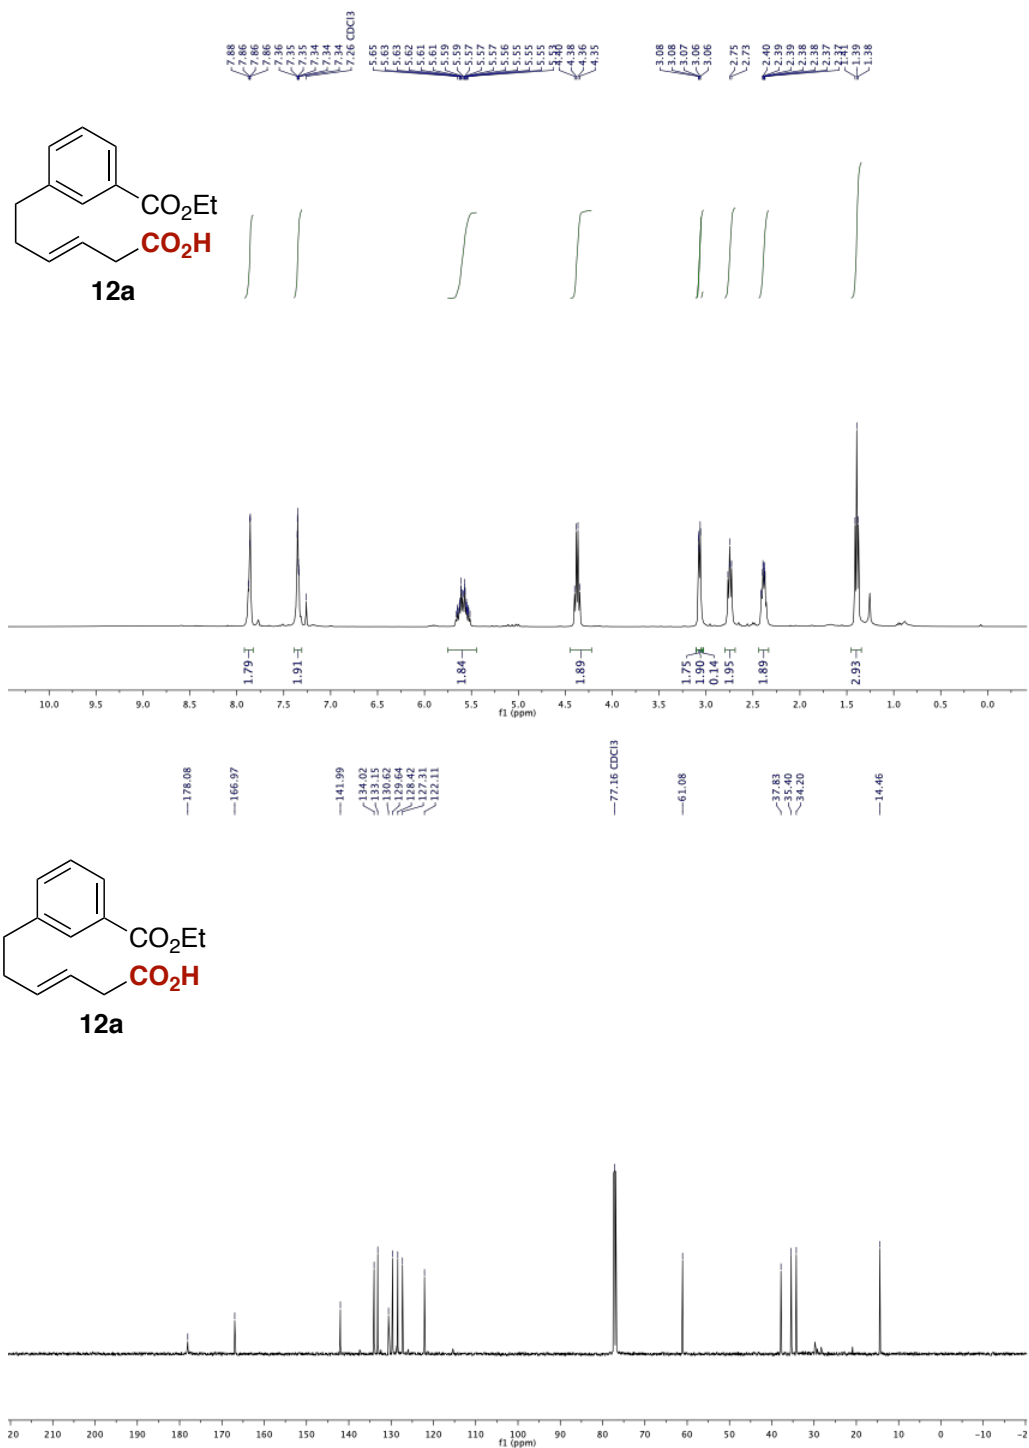 7.88 7.86 7.86 7.86 7.36 7.35 7.35 7.34 7.34 7.34 7.26 CDCl3 5.65 5.63 5.63 5.62 5.61 5.61 5.59 5.59 5.57 5.57 5.57 5.56 5.55 5.55 5.55 5.53 4.40 4.38 4.36 4.35 3.08 3.08 3.07 3.06 3.06 2.75 2.73 2.40 2.39 2.39 2.38 2.38 2.37 2.37 1.41 1.39 1.38
CO2Et
CO2H
12a
1.79 1.91 1.84 1.89 1.75 1.90 0.14 1.95 1.89 2.93
10.0 9.5 9.0 8.5 8.0 7.5 7.0 6.5 6.0 5.5 5.0 4.5 4.0 3.5 3.0 2.5 2.0 1.5 1.0 0.5 0.0
f1 (ppm)
178.08 166.97 141.99 134.02 133.15 130.62 129.64 128.42 127.31 122.11 77.16 CDCl3 61.08 37.83 35.40 34.20 14.46
CO2Et
CO2H
12a
20 210 200 190 180 170 160 150 140 130 120 110 100 90 80 70 60 50 40 30 20 10 0 -10 -2
f1 (ppm)